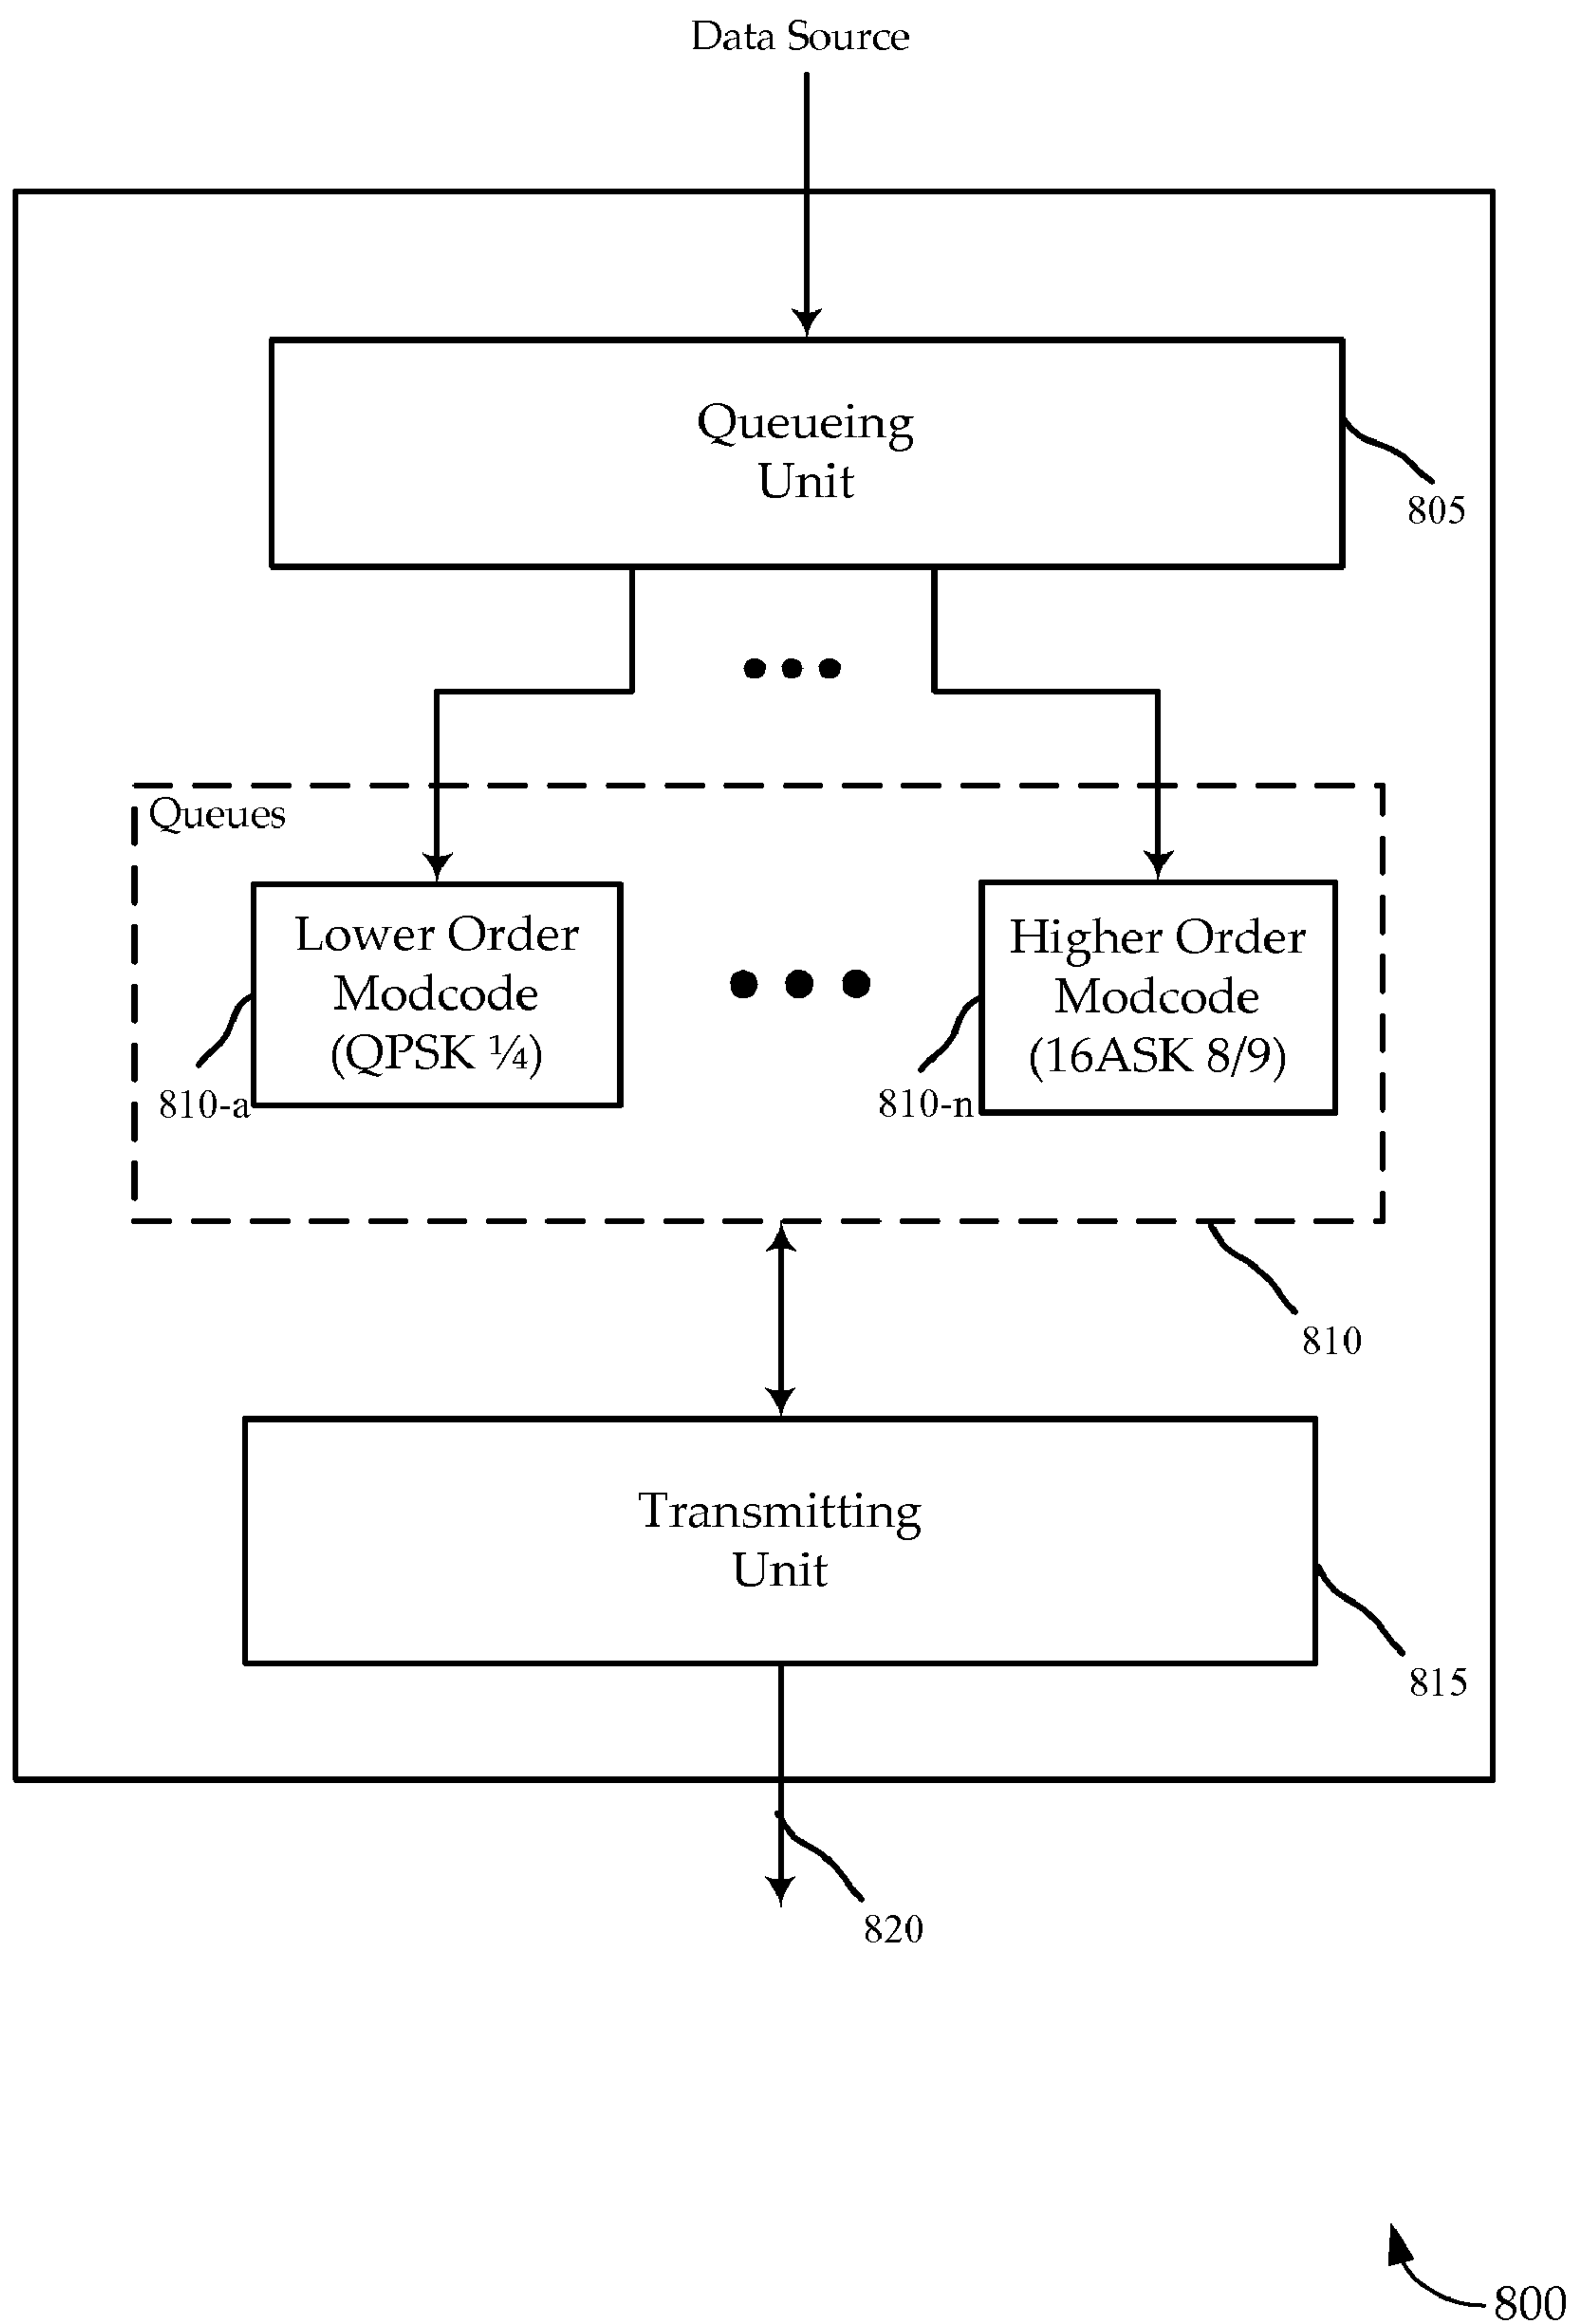 Data Source
Queueing
Unit
805
Queues
Lower Order
Modcode
(QPSK ¼)
810-a
Higher Order
Modcode
(16ASK 8/9)
810-n
810
Transmitting
Unit
815
820
800